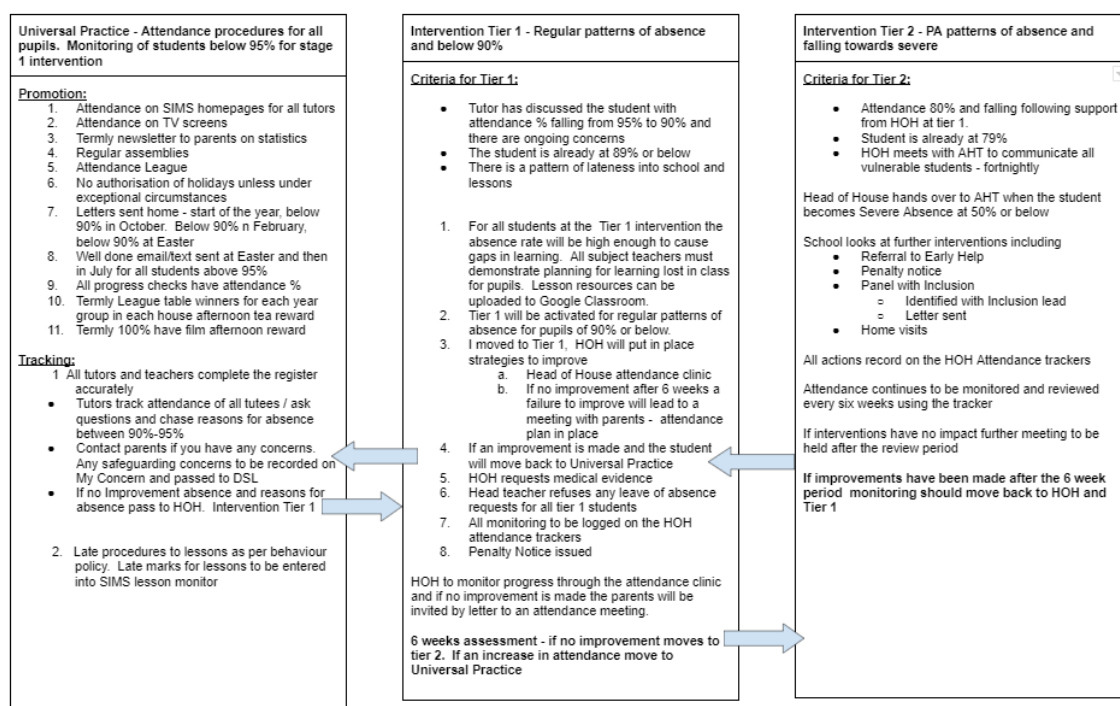 Universal Practice - Attendance procedures for all
pupils. Monitoring of students below 95% for stage
1 intervention
Promotion:
1. Attendance on SIMS homepages for all tutors
2. Attendance on TV screens
3. Termly newsletter to parents on statistics
4. Regular assemblies
5. Attendance League
6. No authorisation of holidays unless under
exceptional circumstances
7. Letters sent home - start of the year, below
90% in October. Below 90% n February,
below 90% at Easter
8. Well done email/text sent at Easter and then
in July for all students above 95%
9. All progress checks have attendance %
10. Termly League table winners for each year
group in each house afternoon tea reward
11. Termly 100% have film afternoon reward
Tracking:
1 All tutors and teachers complete the register
accurately
• Tutors track attendance of all tutees / ask
questions and chase reasons for absence
between 90%-95%
• Contact parents if you have any concerns.
Any safeguarding concerns to be recorded on
My Concern and passed to DSL
• If no Improvement absence and reasons for
absence pass to HOH. Intervention Tier 1
2. Late procedures to lessons as per behaviour
policy. Late marks for lessons to be entered
into SIMS lesson monitor
Intervention Tier 1 - Regular patterns of absence
and below 90%
Criteria for Tier 1:
• Tutor has discussed the student with
attendance % falling from 95% to 90% and
there are ongoing concerns
• The student is already at 89% or below
• There is a pattern of lateness into school and
lessons
1. For all students at the Tier 1 intervention the
absence rate will be high enough to cause
gaps in learning. All subject teachers must
demonstrate planning for learning lost in class
for pupils. Lesson resources can be
uploaded to Google Classroom.
2. Tier 1 will be activated for regular patterns of
absence for pupils of 90% or below.
3. I moved to Tier 1, HOH will put in place
strategies to improve
a. Head of House attendance clinic
b. If no improvement after 6 weeks a
failure to improve will lead to a
meeting with parents - attendance
plan in place
4. If an improvement is made and the student
will move back to Universal Practice
5. HOH requests medical evidence
6. Head teacher refuses any leave of absence
requests for all tier 1 students
7. All monitoring to be logged on the HOH
attendance trackers
8. Penalty Notice issued
HOH to monitor progress through the attendance clinic
and if no improvement is made the parents will be
invited by letter to an attendance meeting.
6 weeks assessment - if no improvement moves to
tier 2. If an increase in attendance move to
Universal Practice
Intervention Tier 2 - PA patterns of absence and
falling towards severe
Criteria for Tier 2:
• Attendance 80% and falling following support
from HOH at tier 1.
• Student is already at 79%
• HOH meets with AHT to communicate all
vulnerable students - fortnightly
Head of House hands over to AHT when the student
becomes Severe Absence at 50% or below
School looks at further interventions including
• Referral to Early Help
• Penalty notice
• Panel with Inclusion
○ Identified with Inclusion lead
○ Letter sent
• Home visits
All actions record on the HOH Attendance trackers
Attendance continues to be monitored and reviewed
every six weeks using the tracker
If interventions have no impact further meeting to be
held after the review period
If improvements have been made after the 6 week
period monitoring should move back to HOH and
Tier 1